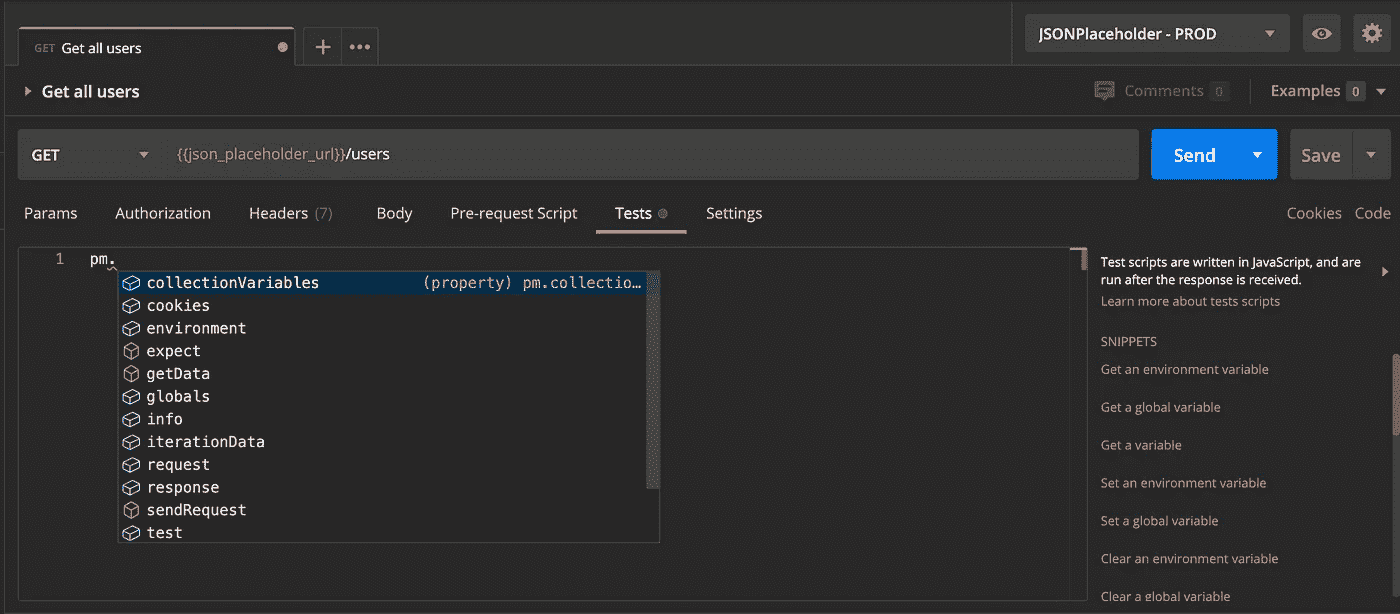 GET Get all users
JSONPlaceholder - PROD
Get all users
Comments 0
Examples 0
GET
{{json_placeholder_url}}/users
Send
Save
Params Authorization Headers (7) Body Pre-request Script Tests Settings
Cookies Code
1 pm.
collectionVariables (property) pm.collectio…
cookies
environment
expect
getData
globals
info
iterationData
request
response
sendRequest
test
Test scripts are written in JavaScript, and are
run after the response is received.
Learn more about tests scripts
SNIPPETS
Get an environment variable
Get a global variable
Get a variable
Set an environment variable
Set a global variable
Clear an environment variable
Clear a global variable